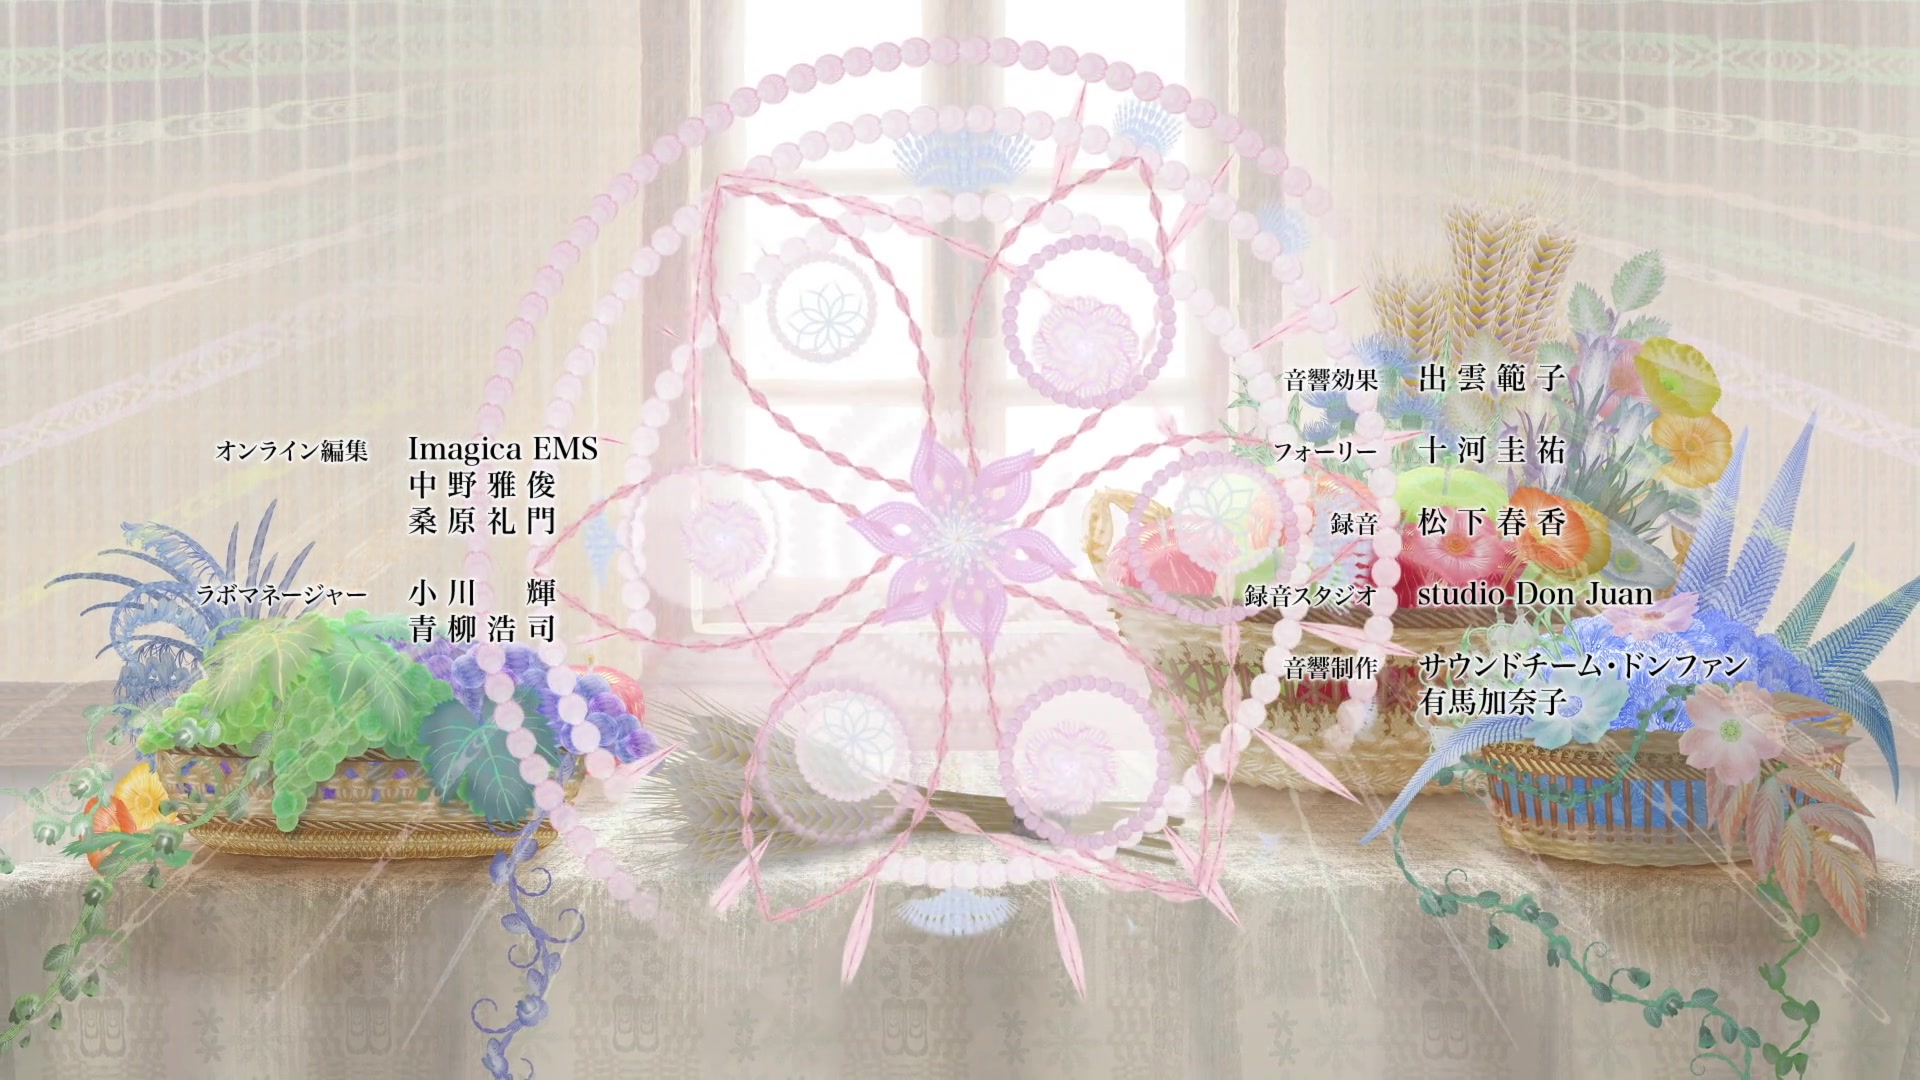 オンライン編集 Imagica EMS
中野雅俊
桑原礼門
ラボマネージャー 小川 輝
青柳浩司
音響効果 出雲範子
フォーリー 十河圭祐
録音 松下春香
録音スタジオ studio Don Juan
音響制作 サウンドチーム・ドンファン
有馬加奈子